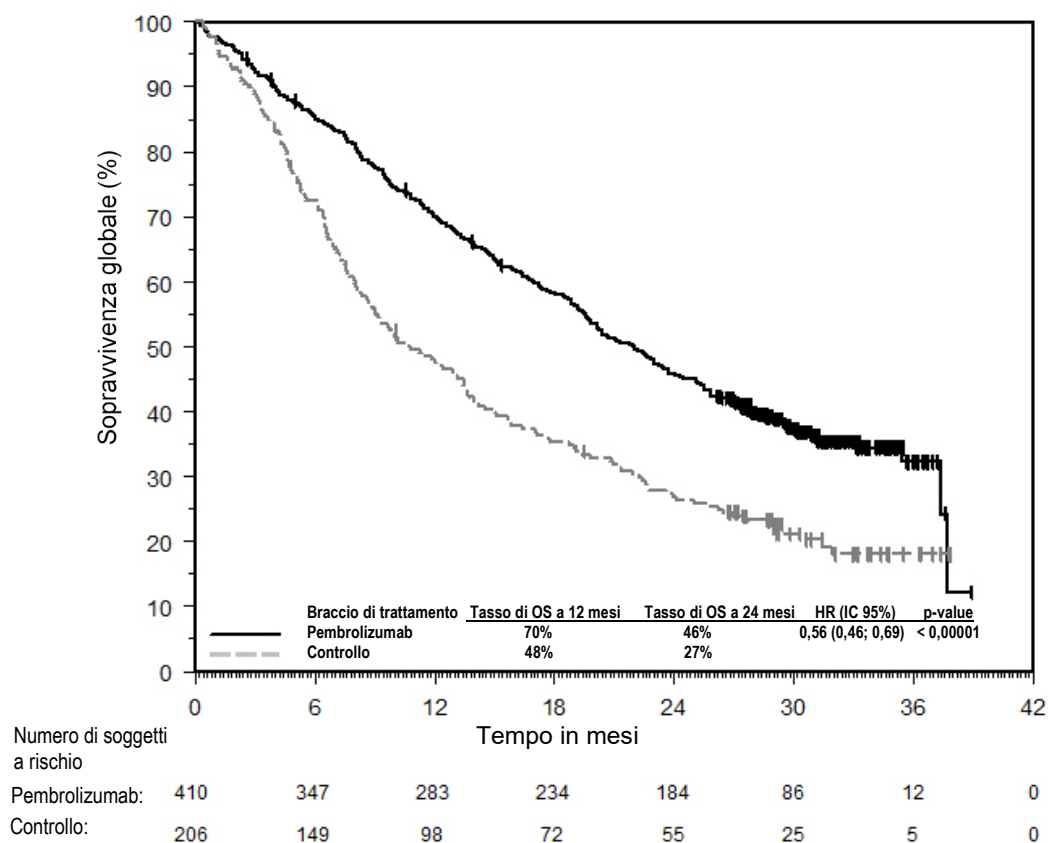 100
90
80
70
60
50
40
30
20
10
0
Sopravvivenza globale (%)
Braccio di trattamento Tasso di OS a 12 mesi Tasso di OS a 24 mesi HR (IC 95%) p-value
Pembrolizumab 70% 46% 0,56 (0,46; 0,69) < 0,00001
Controllo 48% 27%
0 6 12 18 24 30 36 42
Tempo in mesi
Numero di soggetti
a rischio
Pembrolizumab: 410 347 283 234 184 86 12 0
Controllo: 206 149 98 72 55 25 5 0